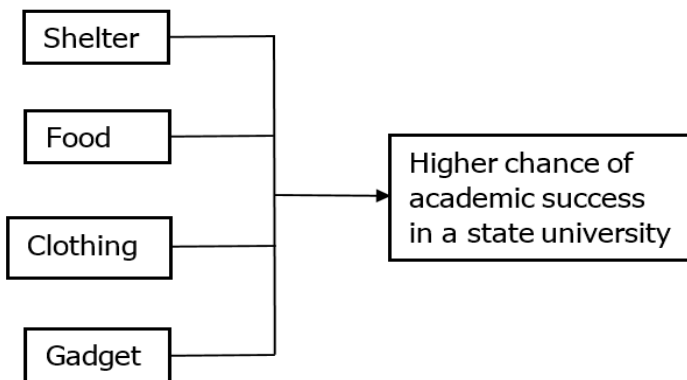 Shelter
Food
Clothing
Gadget
Higher chance of
academic success
in a state university